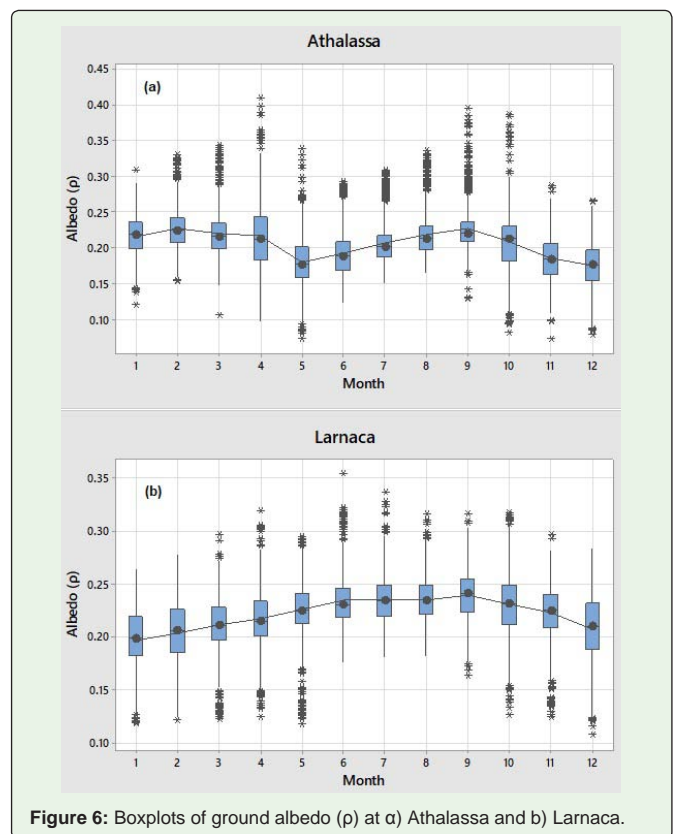 Athalassa
(a)
Albedo (ρ)
0.45
0.40
0.35
0.30
0.25
0.20
0.15
0.10
1 2 3 4 5 6 7 8 9 10 11 12
Month
Larnaca
(b)
Albedo (ρ)
0.35
0.30
0.25
0.20
0.15
0.10
1 2 3 4 5 6 7 8 9 10 11 12
Month
Figure 6: Boxplots of ground albedo (ρ) at α) Athalassa and b) Larnaca.